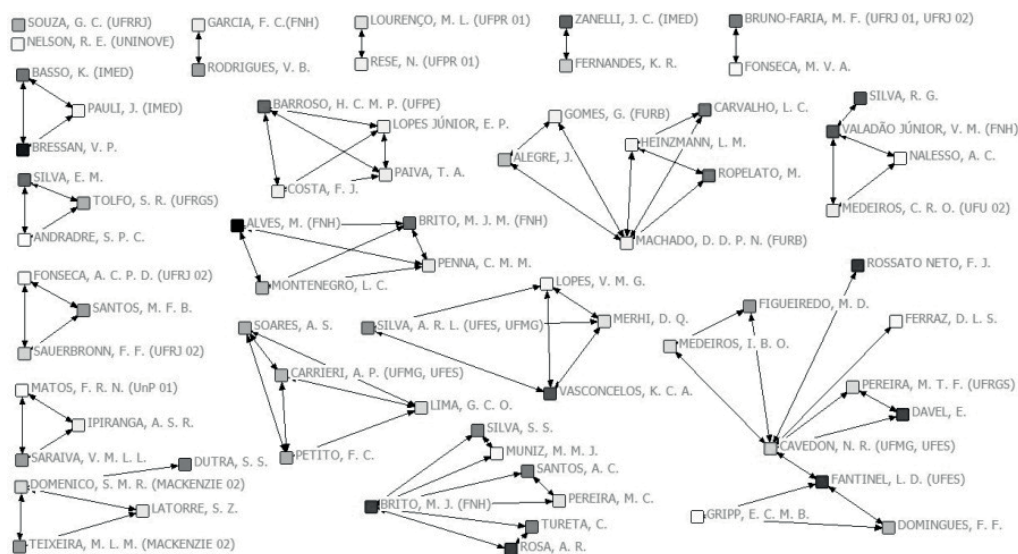 SOUZA, G. C. (UFRRJ)
NELSON, R. E. (UNINOVE)
GARCIA, F. C.(FNH)
RODRIGUES, V. B.
LOURENÇO, M. L. (UFPR 01)
RESE, N. (UFPR 01)
ZANELLI, J. C. (IMED)
FERNANDES, K. R.
BRUNO-FARIA, M. F. (UFRJ 01, UFRJ 02)
FONSECA, M. V. A.
BASSO, K. (IMED)
PAULI, J. (IMED)
BRESSAN, V. P.
BARROSO, H. C. M. P. (UFPE)
LOPES JÚNIOR, E. P.
PAIVA, T. A.
COSTA, F. J.
GOMES, G. (FURB)
CARVALHO, L. C.
HEINZMANN, L. M.
ALEGRE, J.
ROPELATO, M.
MACHADO, D. D. P. N. (FURB)
SILVA, R. G.
VALADÃO JÚNIOR, V. M. (FNH)
NALESSO, A. C.
MEDEIROS, C. R. O. (UFU 02)
SILVA, E. M.
TOLFO, S. R. (UFRGS)
ANDRADRE, S. P. C.
ALVES, M. (FNH)
BRITO, M. J. M. (FNH)
PENNA, C. M. M.
MONTENEGRO, L. C.
FONSECA, A. C. P. D. (UFRJ 02)
SANTOS, M. F. B.
SAUERBRONN, F. F. (UFRJ 02)
SOARES, A. S.
CARRIERI, A. P. (UFMG, UFES)
LIMA, G. C. O.
PETITO, F. C.
LOPES, V. M. G.
SILVA, A. R. L. (UFES, UFMG)
MERHI, D. Q.
VASCONCELOS, K. C. A.
ROSSATO NETO, F. J.
FIGUEIREDO, M. D.
FERRAZ, D. L. S.
MEDEIROS, I. B. O.
PEREIRA, M. T. F. (UFRGS)
DAVEL, E.
CAVEDON, N. R. (UFMG, UFES)
FANTINEL, L. D. (UFES)
GRIPP, E. C. M. B.
DOMINGUES, F. F.
MATOS, F. R. N. (UnP 01)
IPIRANGA, A. S. R.
SARAIVA, V. M. L. L.
DUTRA, S. S.
DOMENICO, S. M. R. (MACKENZIE 02)
LATORRE, S. Z.
TEIXEIRA, M. L. M. (MACKENZIE 02)
SILVA, S. S.
MUNIZ, M. M. J.
SANTOS, A. C.
PEREIRA, M. C.
BRITO, M. J. (FNH)
TURETA, C.
ROSA, A. R.